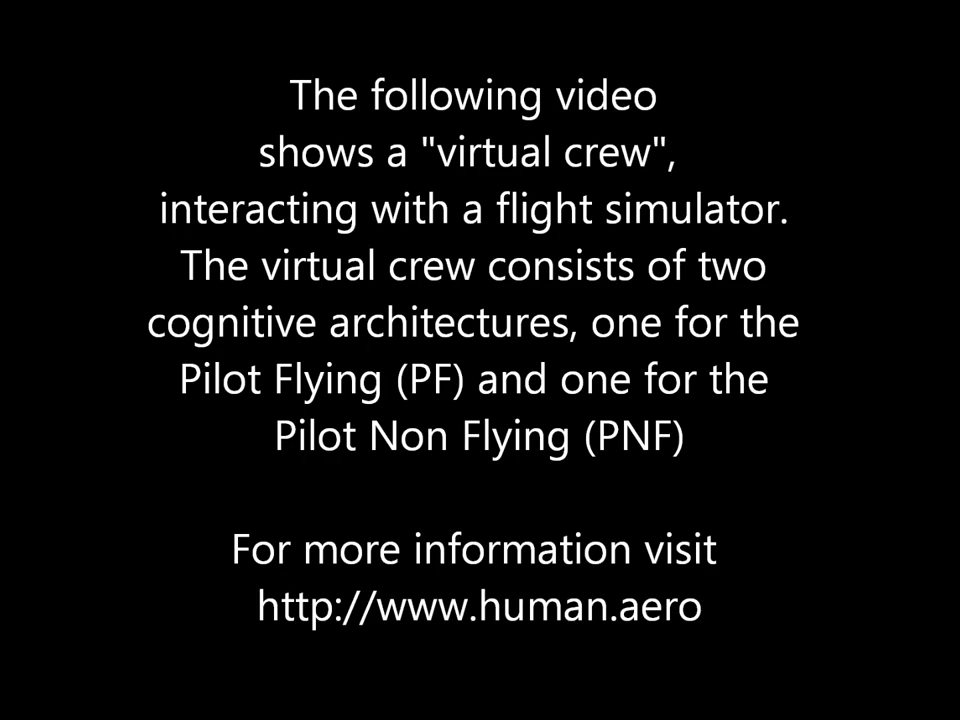 The following video
shows a "virtual crew",
interacting with a flight simulator.
The virtual crew consists of two
cognitive architectures, one for the
Pilot Flying (PF) and one for the
Pilot Non Flying (PNF)
For more information visit
http://www.human.aero